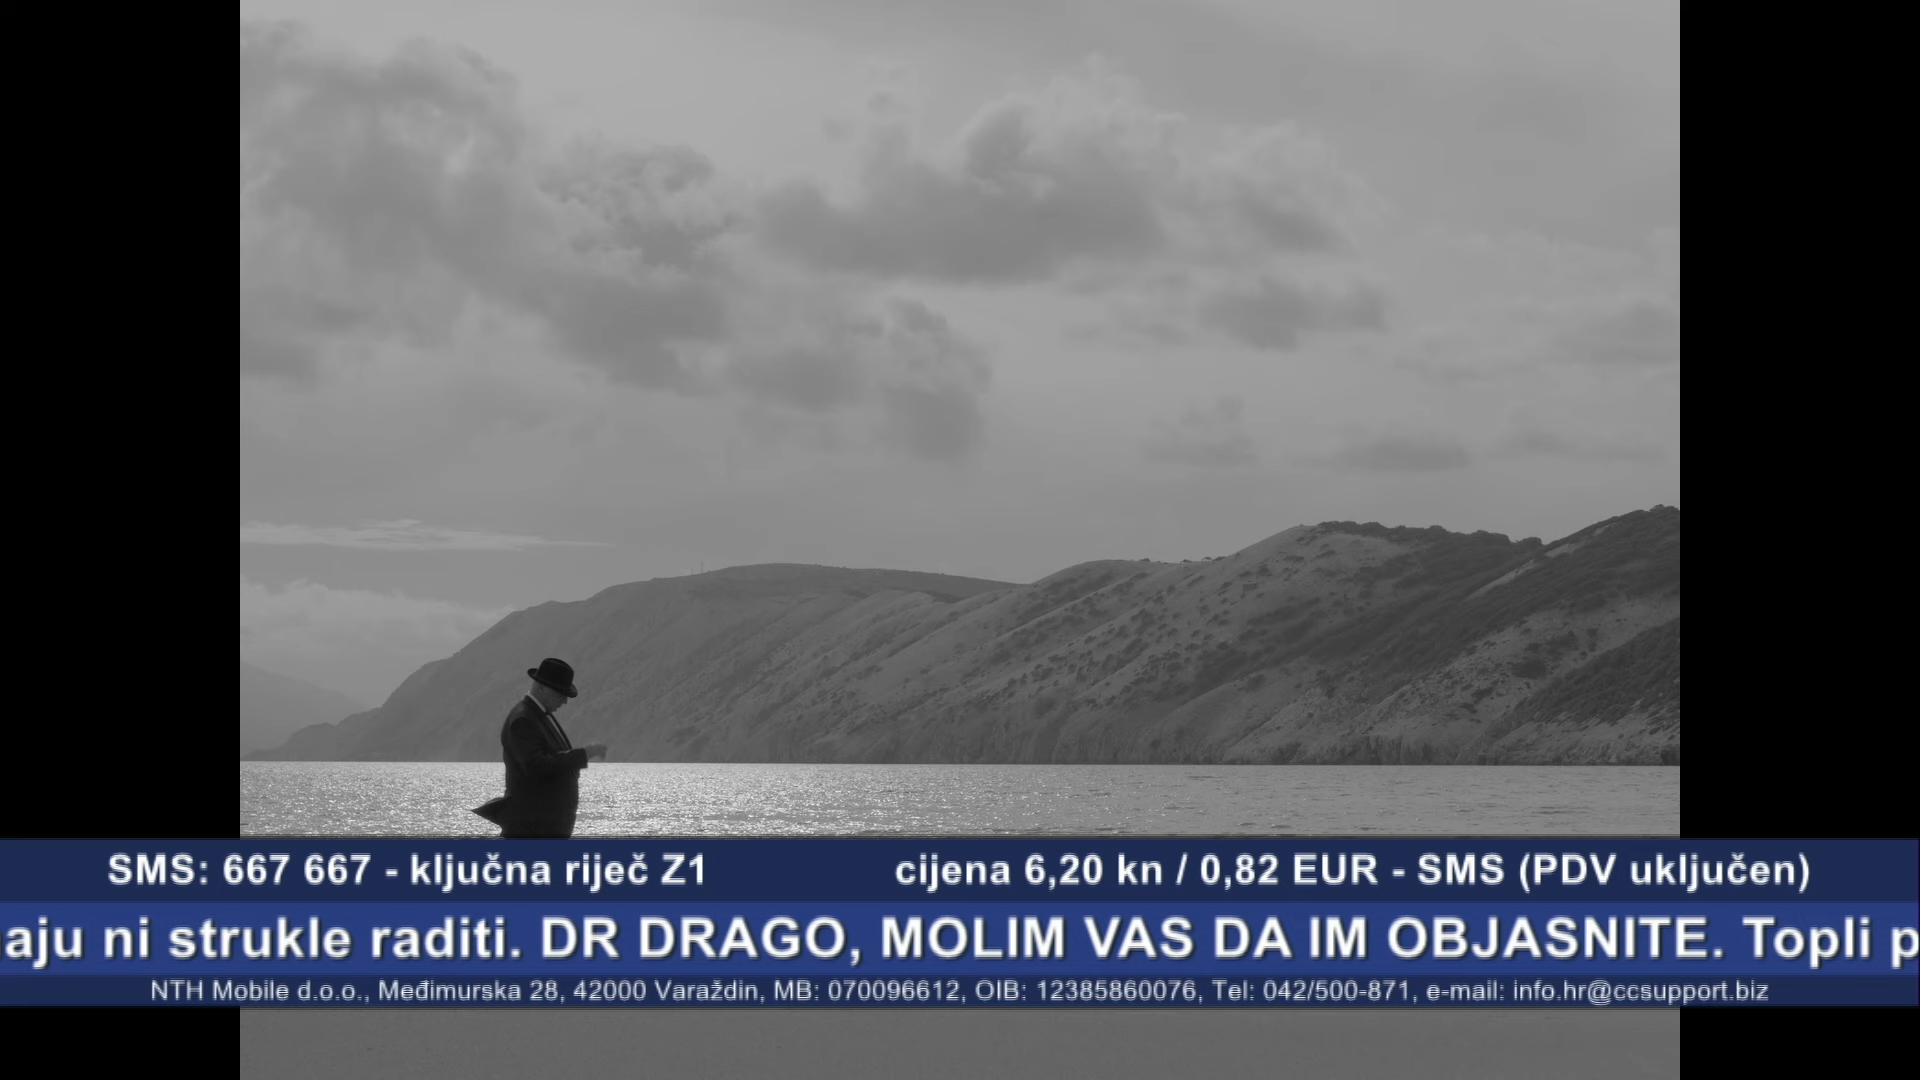 SMS: 667 667 - ključna riječ Z1 cijena 6,20 kn / 0,82 EUR - SMS (PDV uključen)
ni strukle raditi. DR DRAGO, MOLIM VAS DA IM OBJASNITE. Topli
NTH Mobile d.o.o., Međimurska 28, 42000 Varaždin, MB: 070096612, OIB: 12385860076, Tel: 042/500-871, e-mail: info.hr@ccsupport.biz